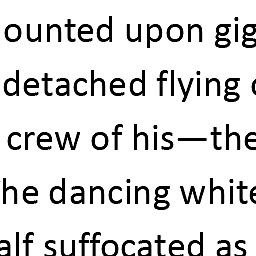 ounted upon gig
detached flying
crew of his—the
he dancing white
alf suffocated as